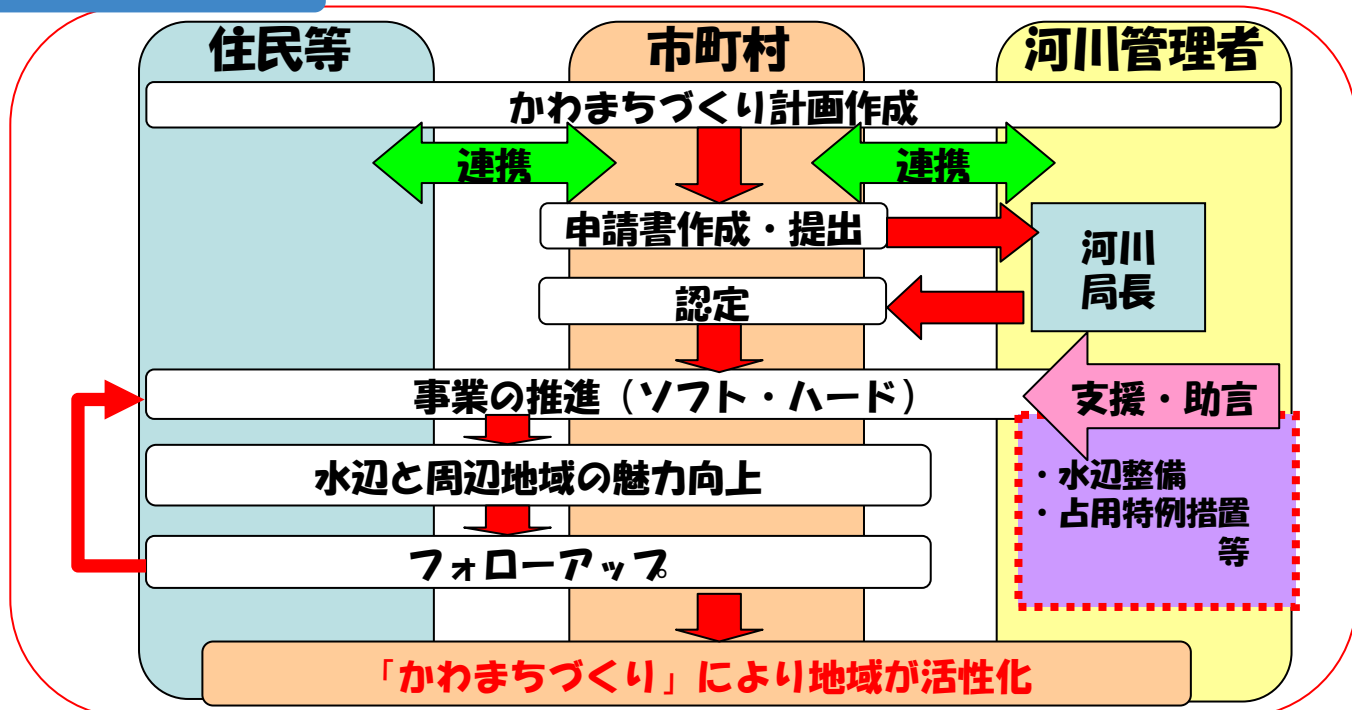 住民等
市町村
河川管理者
かわまちづくり計画作成
連携
連携
申請書作成・提出
河川
局長
認定
事業の推進（ソフト・ハード）
支援・助言
水辺と周辺地域の魅力向上
・水辺整備
・占用特例措置
等
フォローアップ
「かわまちづくり」により地域が活性化